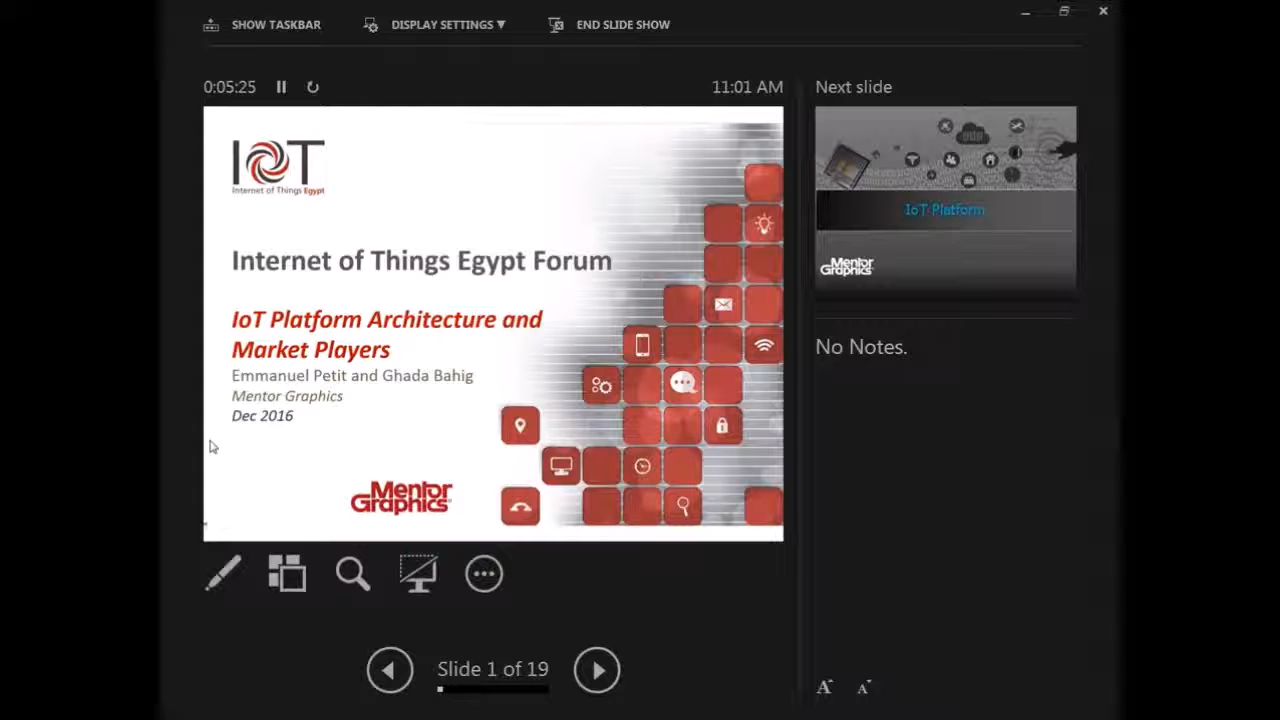 SHOW TASKBAR
DISPLAY SETTINGS ▼
END SLIDE SHOW
0:05:25
11:01 AM
Next slide
IoT
Internet of Things Egypt
Internet of Things Egypt Forum
IoT Platform Architecture and
Market Players
Emmanuel Petit and Ghada Bahig
Mentor Graphics
Dec 2016
Mentor
Graphics
IoT Platform
Mentor
Graphics
No Notes.
Slide 1 of 19
A
A